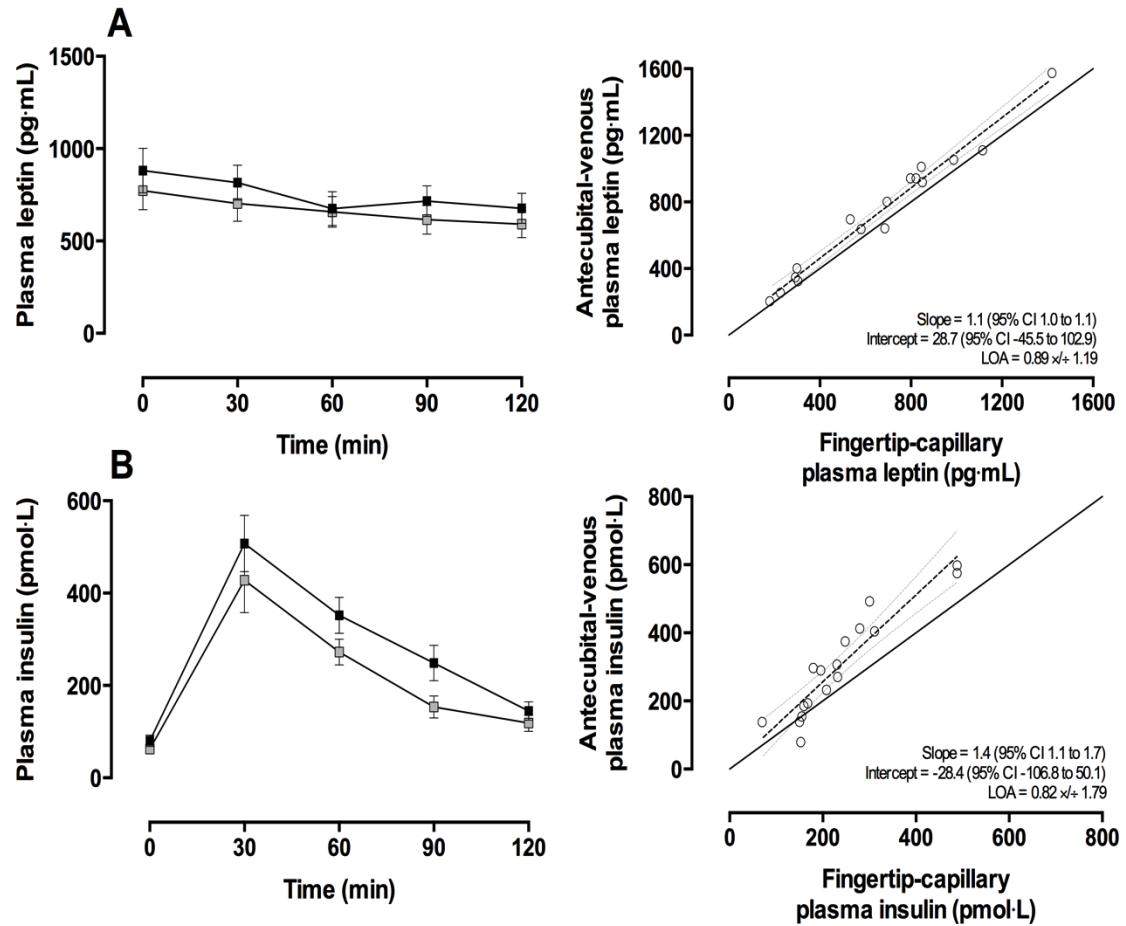 A
Plasma leptin (pg·mL)
1500
1000
500
0
0 30 60 90 120
Time (min)
Antecubital-venous
plasma leptin (pg·mL)
1600
1200
800
400
0
Slope = 1.1 (95% CI 1.0 to 1.1)
Intercept = 28.7 (95% CI -45.5 to 102.9)
LOA = 0.89 ×/÷ 1.19
0 400 800 1200 1600
Fingertip-capillary
plasma leptin (pg·mL)
B
Plasma insulin (pmol·L)
600
400
200
0
0 30 60 90 120
Time (min)
Antecubital-venous
plasma insulin (pmol·L)
800
600
400
200
0
Slope = 1.4 (95% CI 1.1 to 1.7)
Intercept = -28.4 (95% CI -106.8 to 50.1)
LOA = 0.82 ×/÷ 1.79
0 200 400 600 800
Fingertip-capillary
plasma insulin (pmol·L)